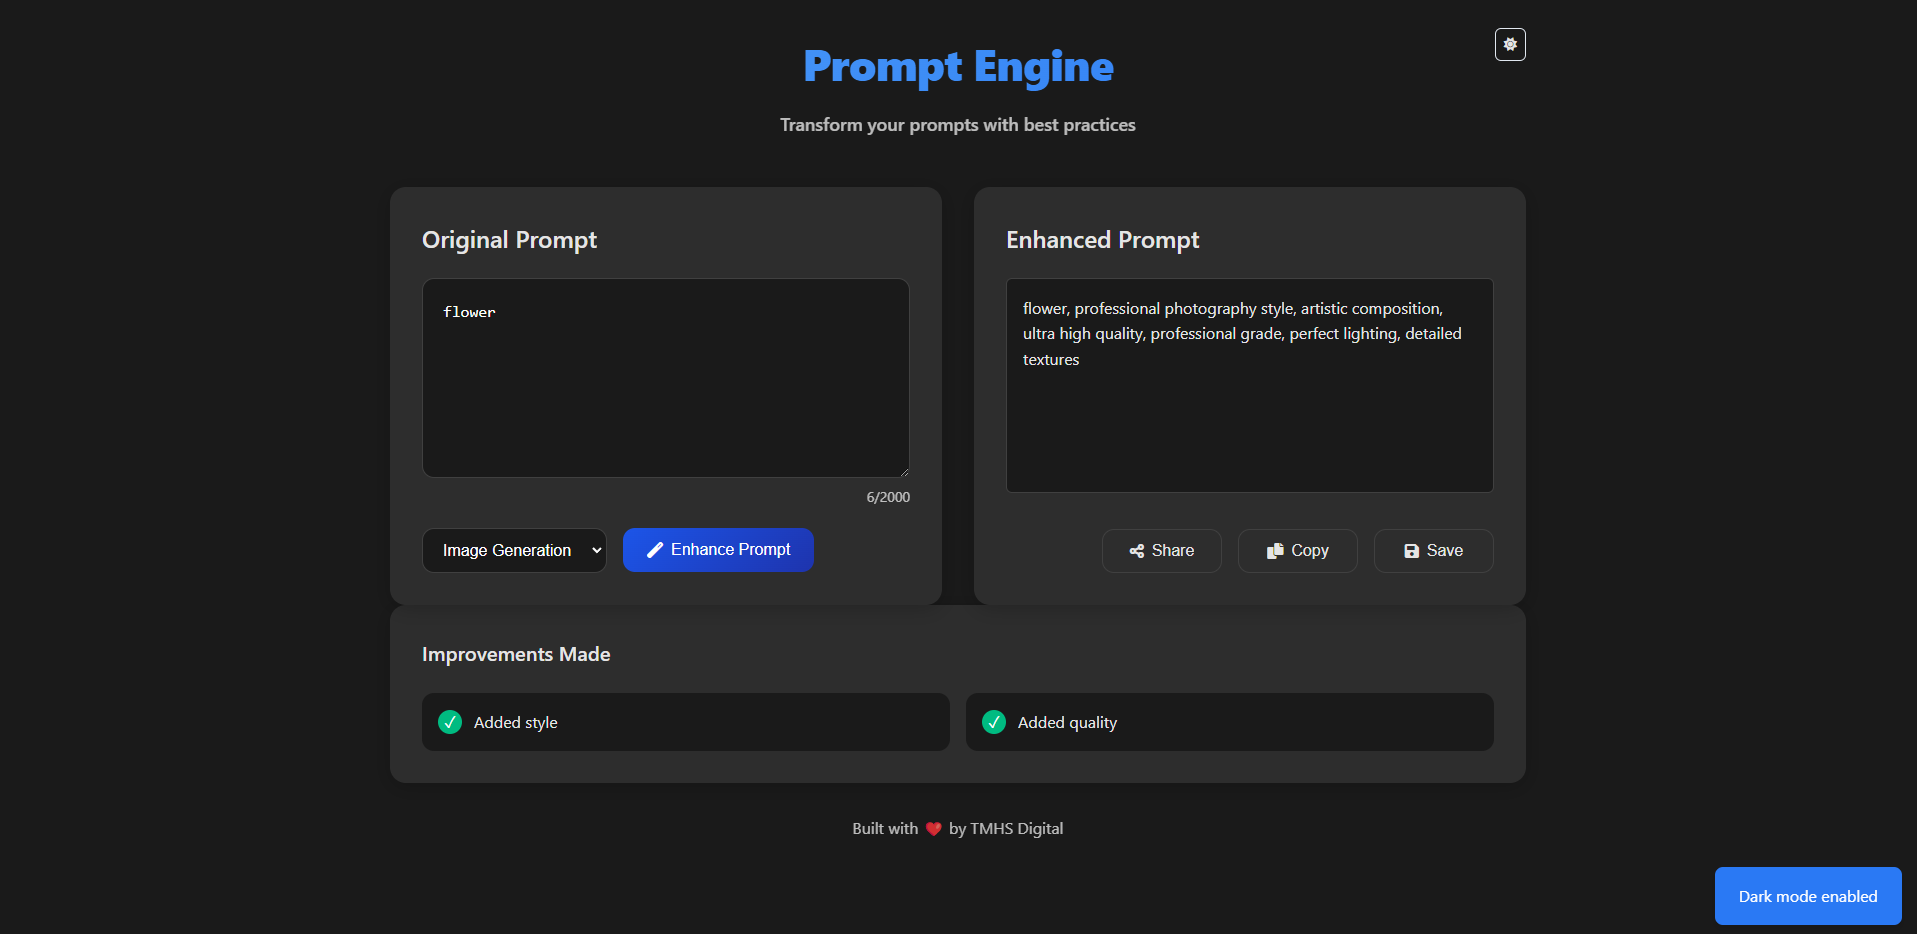 Prompt Engine
Transform your prompts with best practices
Original Prompt
flower
6/2000
Image Generation
Enhance Prompt
Enhanced Prompt
flower, professional photography style, artistic composition,
ultra high quality, professional grade, perfect lighting, detailed
textures
Share
Copy
Save
Improvements Made
Added style
Added quality
Built with ❤️ by TMHS Digital
Dark mode enabled